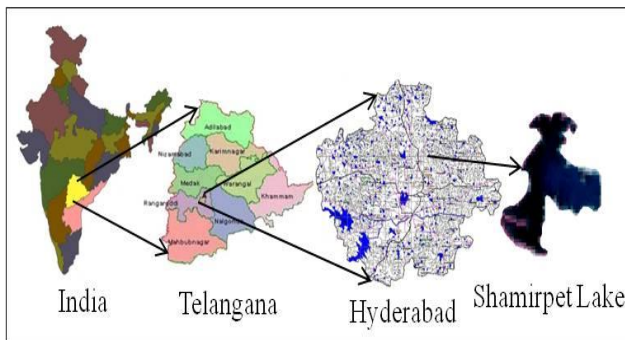 Adilabad
Nizamabad
Karimnagar
Medak
Warangal
Khammam
Rangareddi
Nalgonda
Mahbubnagar
India
Telangana
Hyderabad
Shamirpet Lake